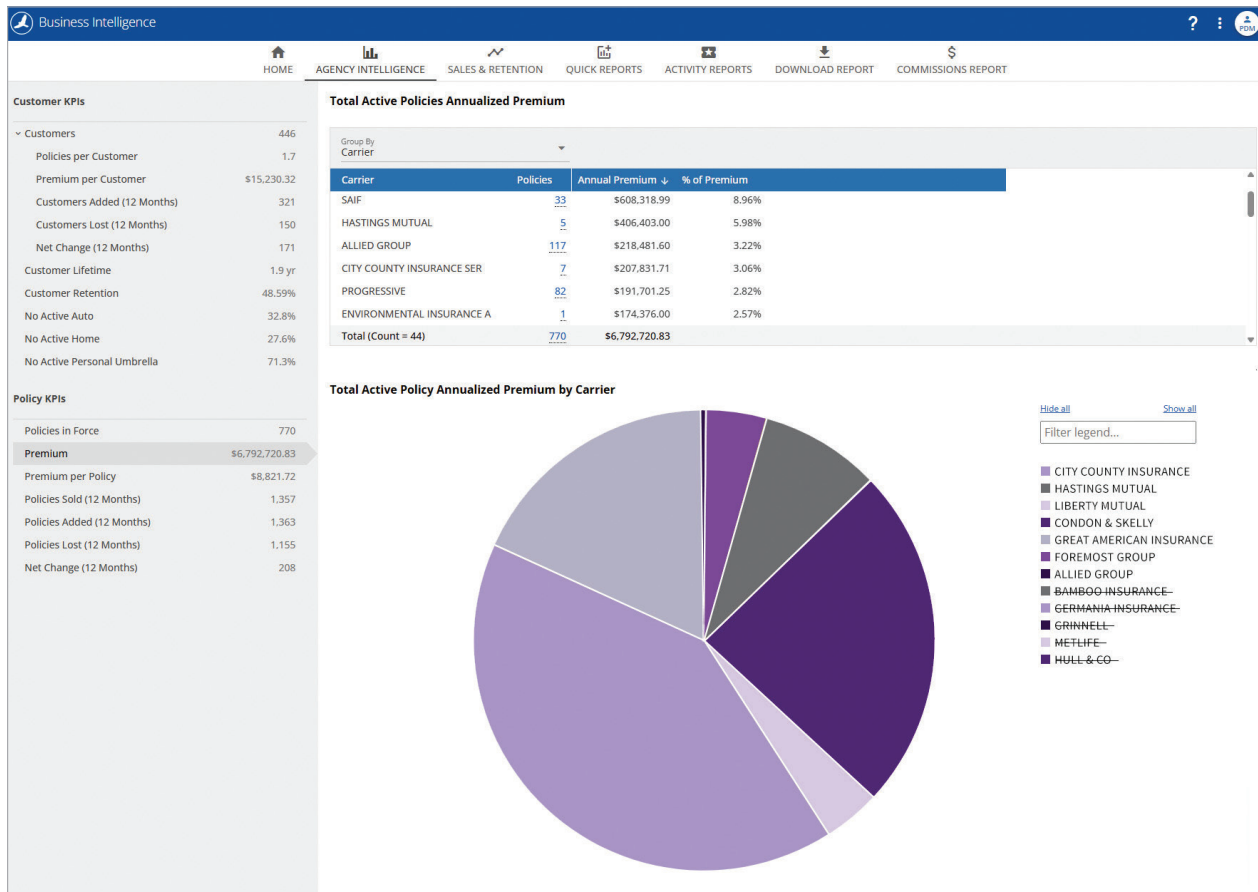 Business Intelligence
?
PDM
HOME
AGENCY INTELLIGENCE
SALES & RETENTION
QUICK REPORTS
ACTIVITY REPORTS
DOWNLOAD REPORT
COMMISSIONS REPORT
Customer KPIs
Customers 446
Policies per Customer 1.7
Premium per Customer $15,230.32
Customers Added (12 Months) 321
Customers Lost (12 Months) 150
Net Change (12 Months) 171
Customer Lifetime 1.9 yr
Customer Retention 48.59%
No Active Auto 32.8%
No Active Home 27.6%
No Active Personal Umbrella 71.3%
Policy KPIs
Policies in Force 770
Premium $6,792,720.83
Premium per Policy $8,821.72
Policies Sold (12 Months) 1,357
Policies Added (12 Months) 1,363
Policies Lost (12 Months) 1,155
Net Change (12 Months) 208
Total Active Policies Annualized Premium
Group By
Carrier
Carrier Policies Annual Premium ↓ % of Premium
SAIF 33 $608,318.99 8.96%
HASTINGS MUTUAL 5 $406,403.00 5.98%
ALLIED GROUP 117 $218,481.60 3.22%
CITY COUNTY INSURANCE SER 7 $207,831.71 3.06%
PROGRESSIVE 82 $191,701.25 2.82%
ENVIRONMENTAL INSURANCE A 1 $174,376.00 2.57%
Total (Count = 44) 770 $6,792,720.83
Total Active Policy Annualized Premium by Carrier
Hide all Show all
Filter legend...
CITY COUNTY INSURANCE
HASTINGS MUTUAL
LIBERTY MUTUAL
CONDON & SKELLY
GREAT AMERICAN INSURANCE
FOREMOST GROUP
ALLIED GROUP
BAMBOO INSURANCE
GERMANIA INSURANCE
GRINNELL
METLIFE
HULL & CO